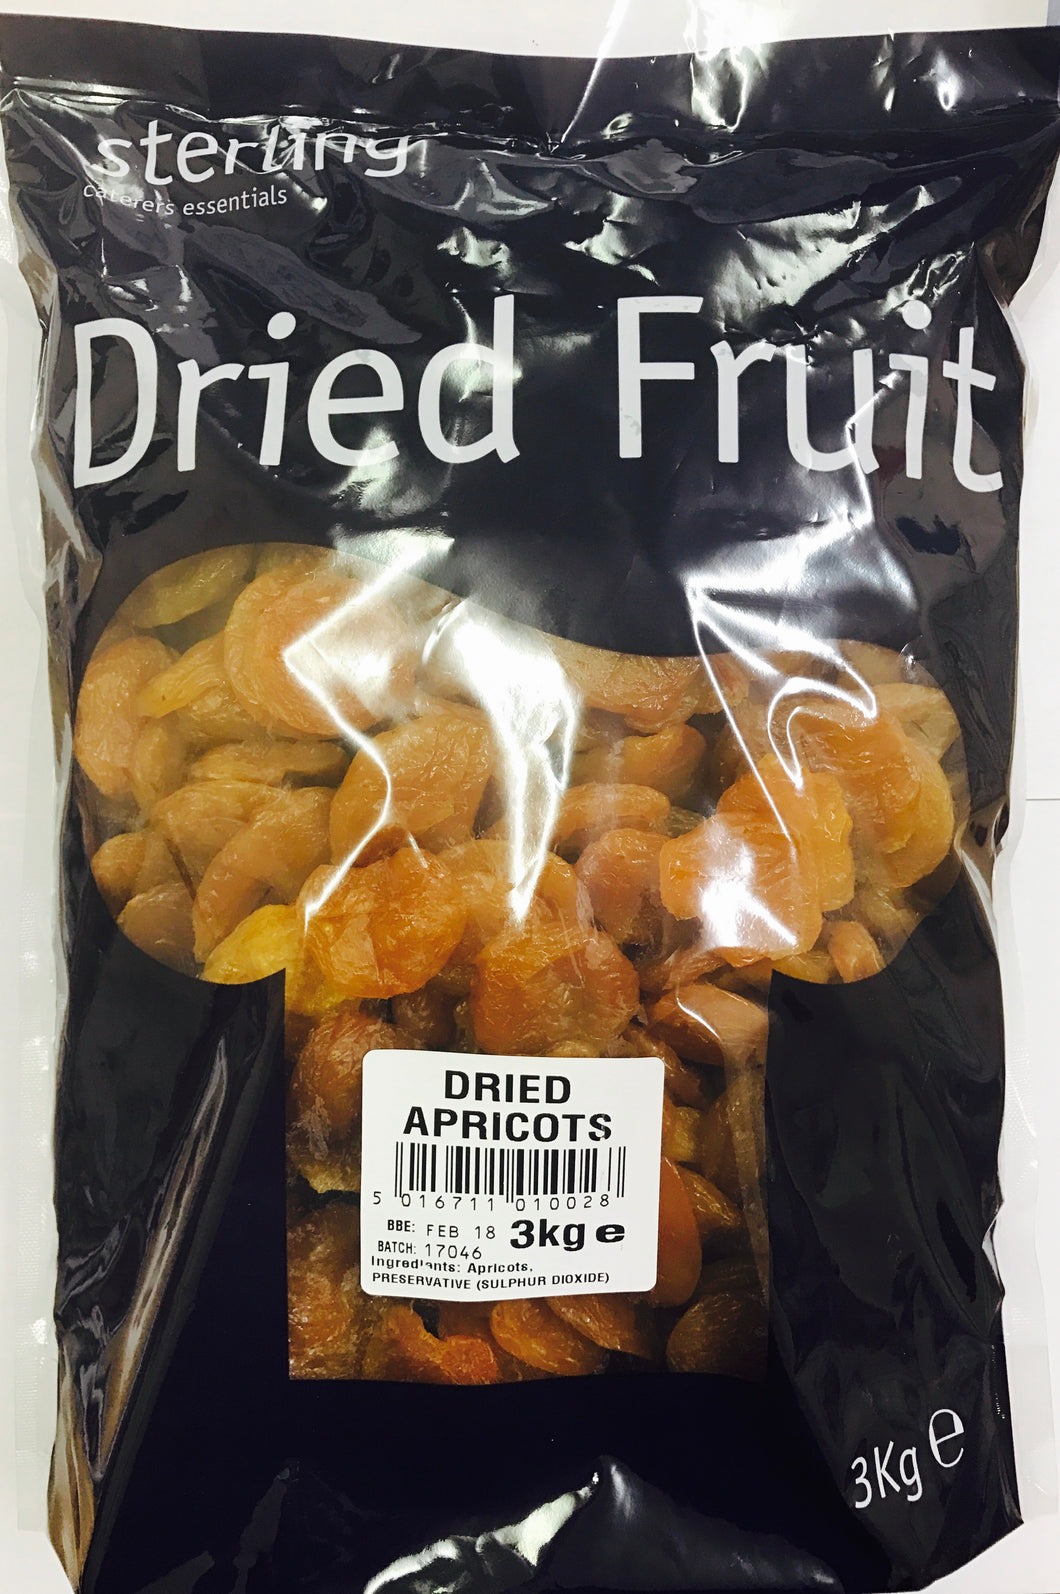 sterling
caterers essentials
Dried Fruit
DRIED
APRICOTS
5 016711 010028
BBE: FEB 18 3kg e
BATCH: 17046
Ingredients: Apricots,
PRESERVATIVE (SULPHUR DIOXIDE)
3Kg e